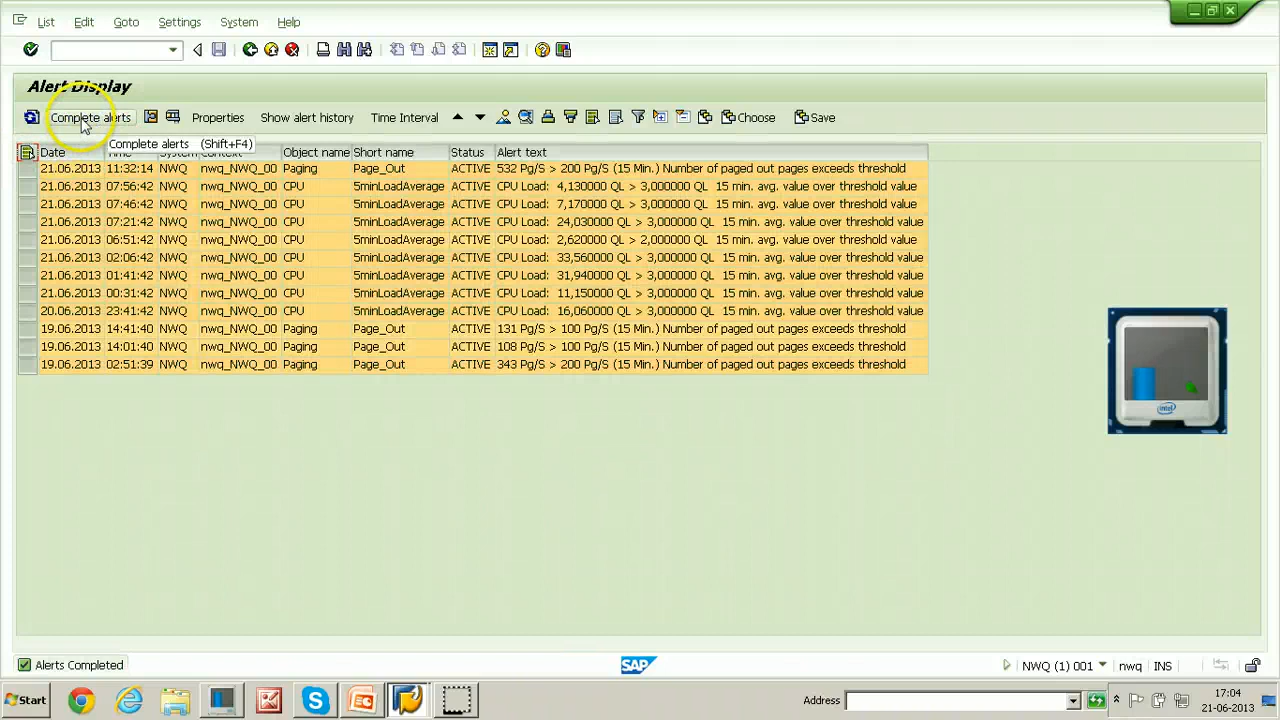 List Edit Goto Settings System Help
Alert Display
Complete alerts Properties Show alert history Time Interval Choose Save
Complete alerts (Shift+F4)
Date Time System Context Object name Short name Status Alert text
21.06.2013 11:32:14 NWQ nwq_NWQ_00 Paging Page_Out ACTIVE 532 Pg/S > 200 Pg/S (15 Min.) Number of paged out pages exceeds threshold
21.06.2013 07:56:42 NWQ nwq_NWQ_00 CPU 5minLoadAverage ACTIVE CPU Load: 4,130000 QL > 3,000000 QL 15 min. avg. value over threshold value
21.06.2013 07:46:42 NWQ nwq_NWQ_00 CPU 5minLoadAverage ACTIVE CPU Load: 7,170000 QL > 3,000000 QL 15 min. avg. value over threshold value
21.06.2013 07:21:42 NWQ nwq_NWQ_00 CPU 5minLoadAverage ACTIVE CPU Load: 24,030000 QL > 3,000000 QL 15 min. avg. value over threshold value
21.06.2013 06:51:42 NWQ nwq_NWQ_00 CPU 5minLoadAverage ACTIVE CPU Load: 2,620000 QL > 2,000000 QL 15 min. avg. value over threshold value
21.06.2013 02:06:42 NWQ nwq_NWQ_00 CPU 5minLoadAverage ACTIVE CPU Load: 33,560000 QL > 3,000000 QL 15 min. avg. value over threshold value
21.06.2013 01:41:42 NWQ nwq_NWQ_00 CPU 5minLoadAverage ACTIVE CPU Load: 31,940000 QL > 3,000000 QL 15 min. avg. value over threshold value
21.06.2013 00:31:42 NWQ nwq_NWQ_00 CPU 5minLoadAverage ACTIVE CPU Load: 11,150000 QL > 3,000000 QL 15 min. avg. value over threshold value
20.06.2013 23:41:42 NWQ nwq_NWQ_00 CPU 5minLoadAverage ACTIVE CPU Load: 16,060000 QL > 3,000000 QL 15 min. avg. value over threshold value
19.06.2013 14:41:40 NWQ nwq_NWQ_00 Paging Page_Out ACTIVE 131 Pg/S > 100 Pg/S (15 Min.) Number of paged out pages exceeds threshold
19.06.2013 14:01:40 NWQ nwq_NWQ_00 Paging Page_Out ACTIVE 108 Pg/S > 100 Pg/S (15 Min.) Number of paged out pages exceeds threshold
19.06.2013 02:51:39 NWQ nwq_NWQ_00 Paging Page_Out ACTIVE 343 Pg/S > 200 Pg/S (15 Min.) Number of paged out pages exceeds threshold
intel
Alerts Completed SAP NWQ (1) 001 nwq INS
Start Address 17:04
21-06-2013